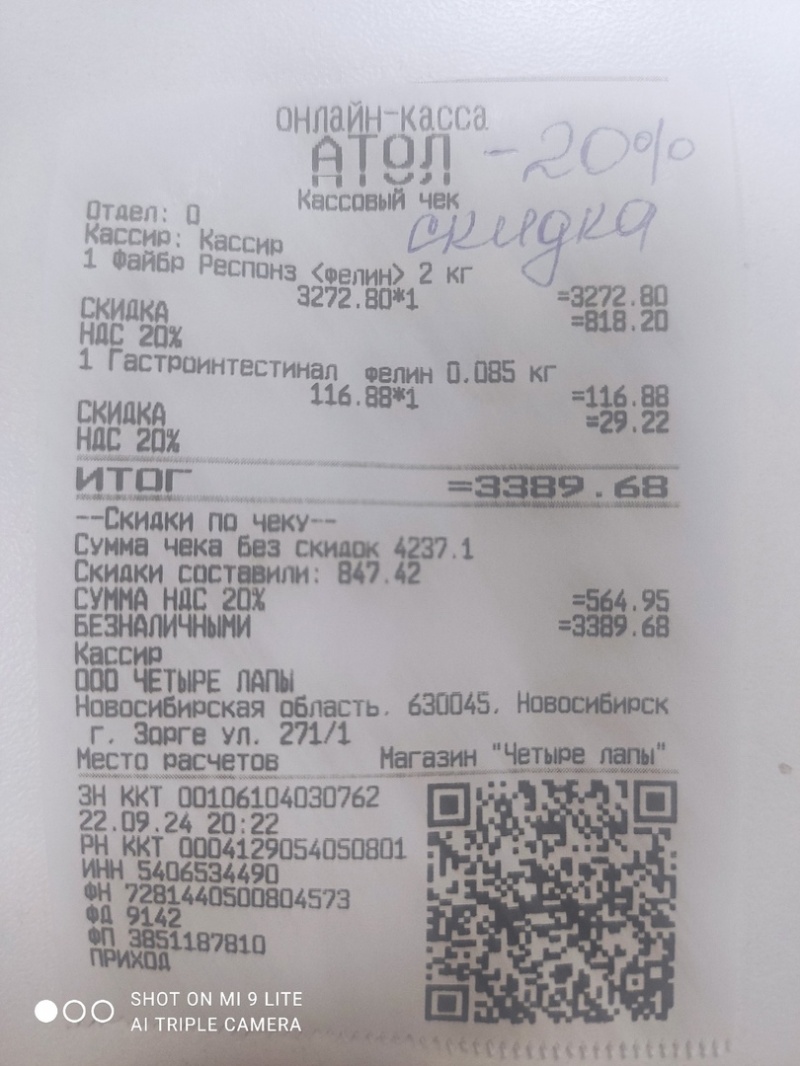 ОНЛАЙН-КАССА
АТОЛ -20%
Кассовый чек
скидка
Отдел: 0
Кассир: Кассир
1 Файбр Респонз <фелин> 2 кг
3272.80*1 =3272.80
СКИДКА =818.20
НДС 20%
1 Гастроинтестинал фелин 0.085 кг
116.88*1 =116.88
СКИДКА =29.22
НДС 20%
ИТОГ =3389.68
--Скидки по чеку--
Сумма чека без скидок 4237.1
Скидки составили: 847.42
СУММА НДС 20% =564.95
БЕЗНАЛИЧНЫМИ =3389.68
Кассир
ООО ЧЕТЫРЕ ЛАПЫ
Новосибирская область, 630045, Новосибирск
г. Зорге ул. 271/1
Место расчетов Магазин "Четыре лапы"
ЗН ККТ 00106104030762
22.09.24 20:22
РН ККТ 0004129054050801
ИНН 5406534490
ФН 7281440500804573
ФД 9142
ФП 3851187810
ПРИХОД
SHOT ON MI 9 LITE
AI TRIPLE CAMERA